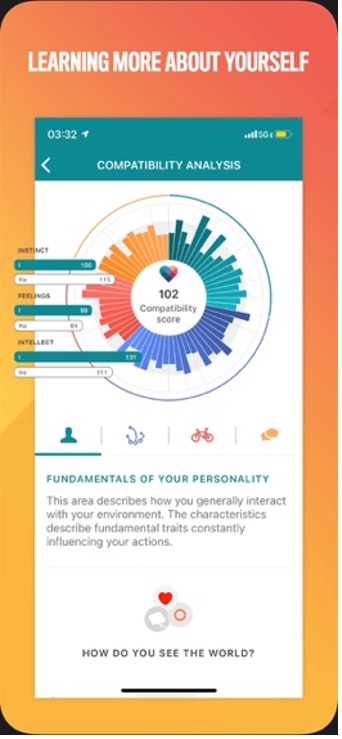 LEARNING MORE ABOUT YOURSELF
03:32
5G
COMPATIBILITY ANALYSIS
INSTINCT
I 100
He 115
FEELINGS
I 99
He 84
INTELLECT
I 131
He 111
102
Compatibility
score
FUNDAMENTALS OF YOUR PERSONALITY
This area describes how you generally interact
with your environment. The characteristics
describe fundamental traits constantly
influencing your actions.
HOW DO YOU SEE THE WORLD?